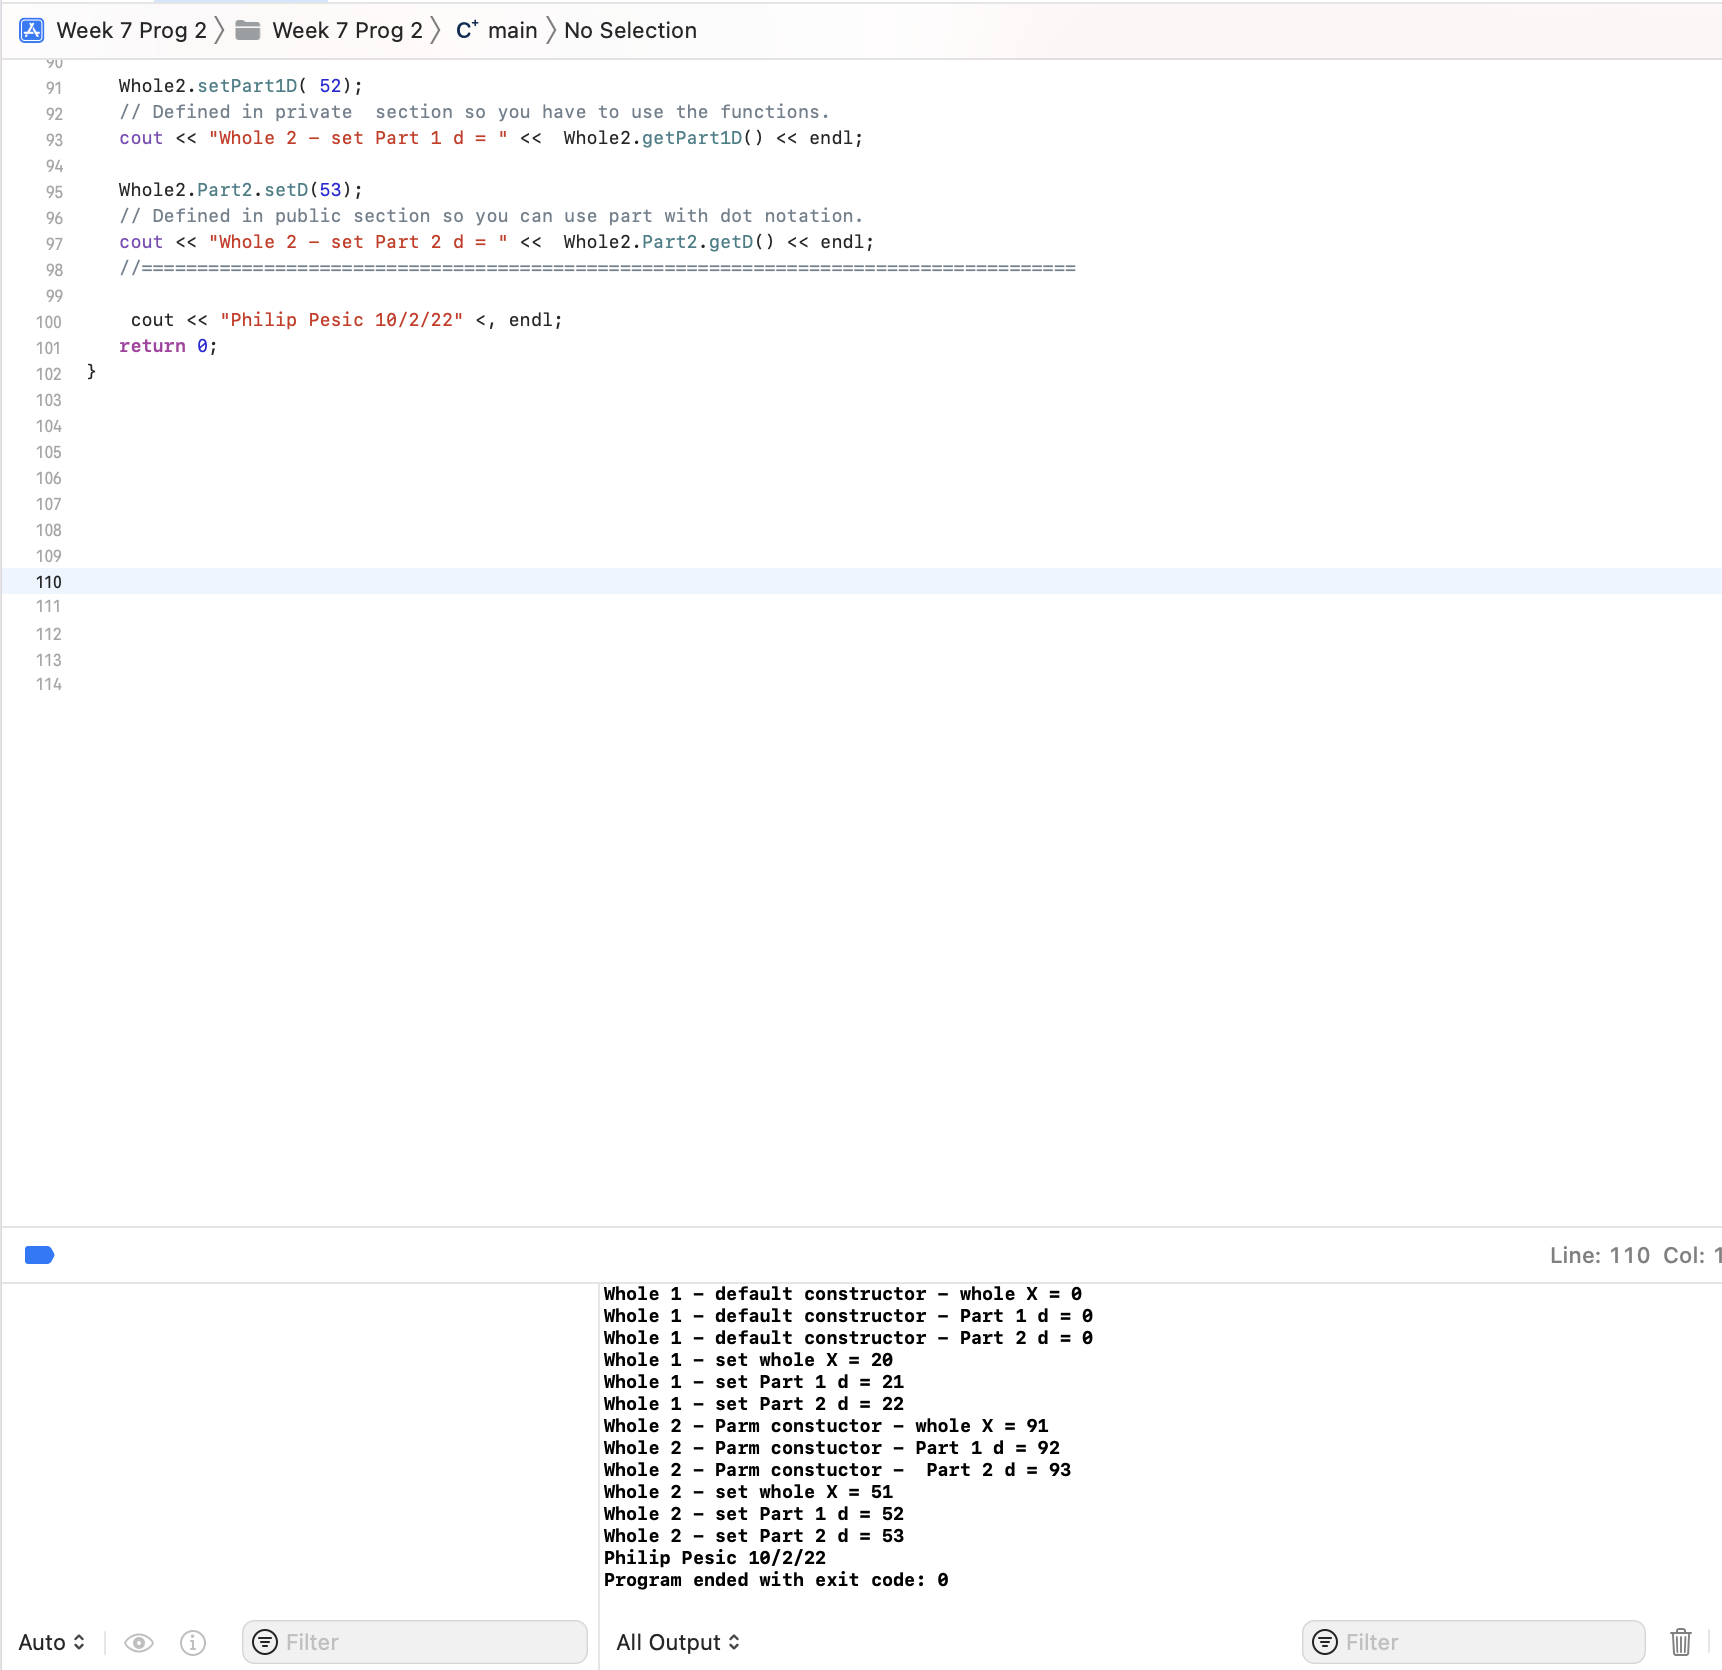 Week 7 Prog 2 〉 Week 7 Prog 2 〉 C+ main 〉 No Selection
90
91 Whole2.setPart1D( 52);
92 // Defined in private  section so you have to use the functions.
93 cout << "Whole 2 – set Part 1 d = " <<  Whole2.getPart1D() << endl;
94
95 Whole2.Part2.setD(53);
96 // Defined in public section so you can use part with dot notation.
97 cout << "Whole 2 – set Part 2 d = " <<  Whole2.Part2.getD() << endl;
98 //====================================================================================
99
100 cout << "Philip Pesic 10/2/22" <, endl;
101 return 0;
102 }
103
104
105
106
107
108
109
110
111
112
113
114
Line: 110  Col: 1
Whole 1 – default constructor – whole X = 0
Whole 1 – default constructor – Part 1 d = 0
Whole 1 – default constructor – Part 2 d = 0
Whole 1 – set whole X = 20
Whole 1 – set Part 1 d = 21
Whole 1 – set Part 2 d = 22
Whole 2 – Parm constuctor – whole X = 91
Whole 2 – Parm constuctor – Part 1 d = 92
Whole 2 – Parm constuctor –  Part 2 d = 93
Whole 2 – set whole X = 51
Whole 2 – set Part 1 d = 52
Whole 2 – set Part 2 d = 53
Philip Pesic 10/2/22
Program ended with exit code: 0
Auto Filter All Output Filter